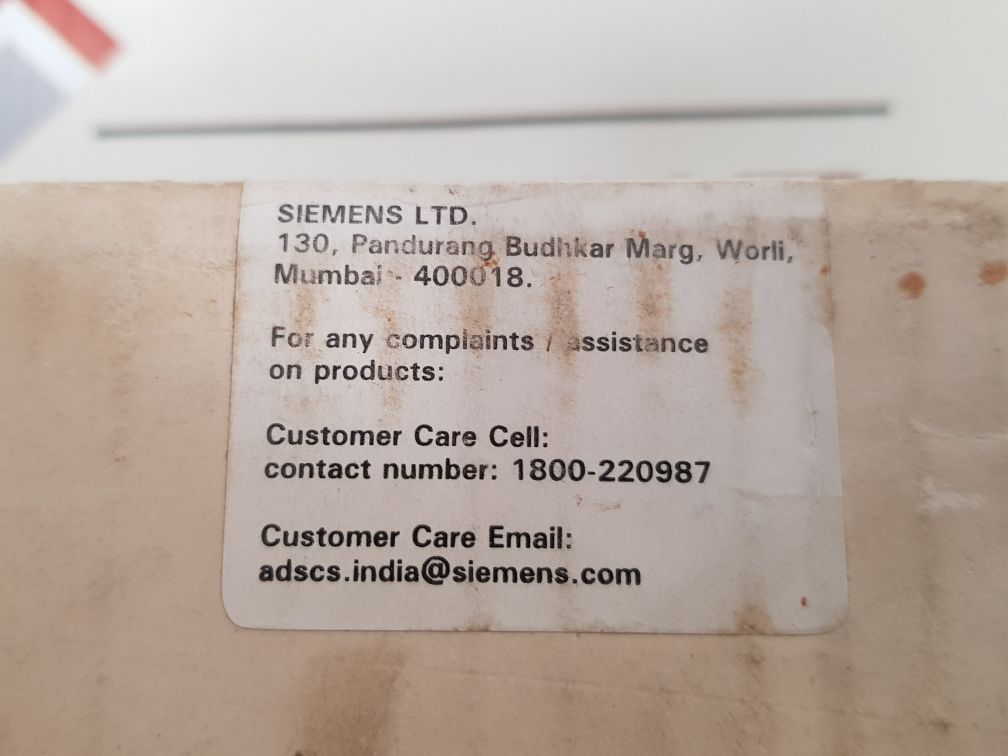 SIEMENS LTD.
130, Pandurang Budhkar Marg, Worli,
Mumbai - 400018.
For any complaints / assistance
on products:
Customer Care Cell:
contact number: 1800-220987
Customer Care Email:
adscs.india@siemens.com